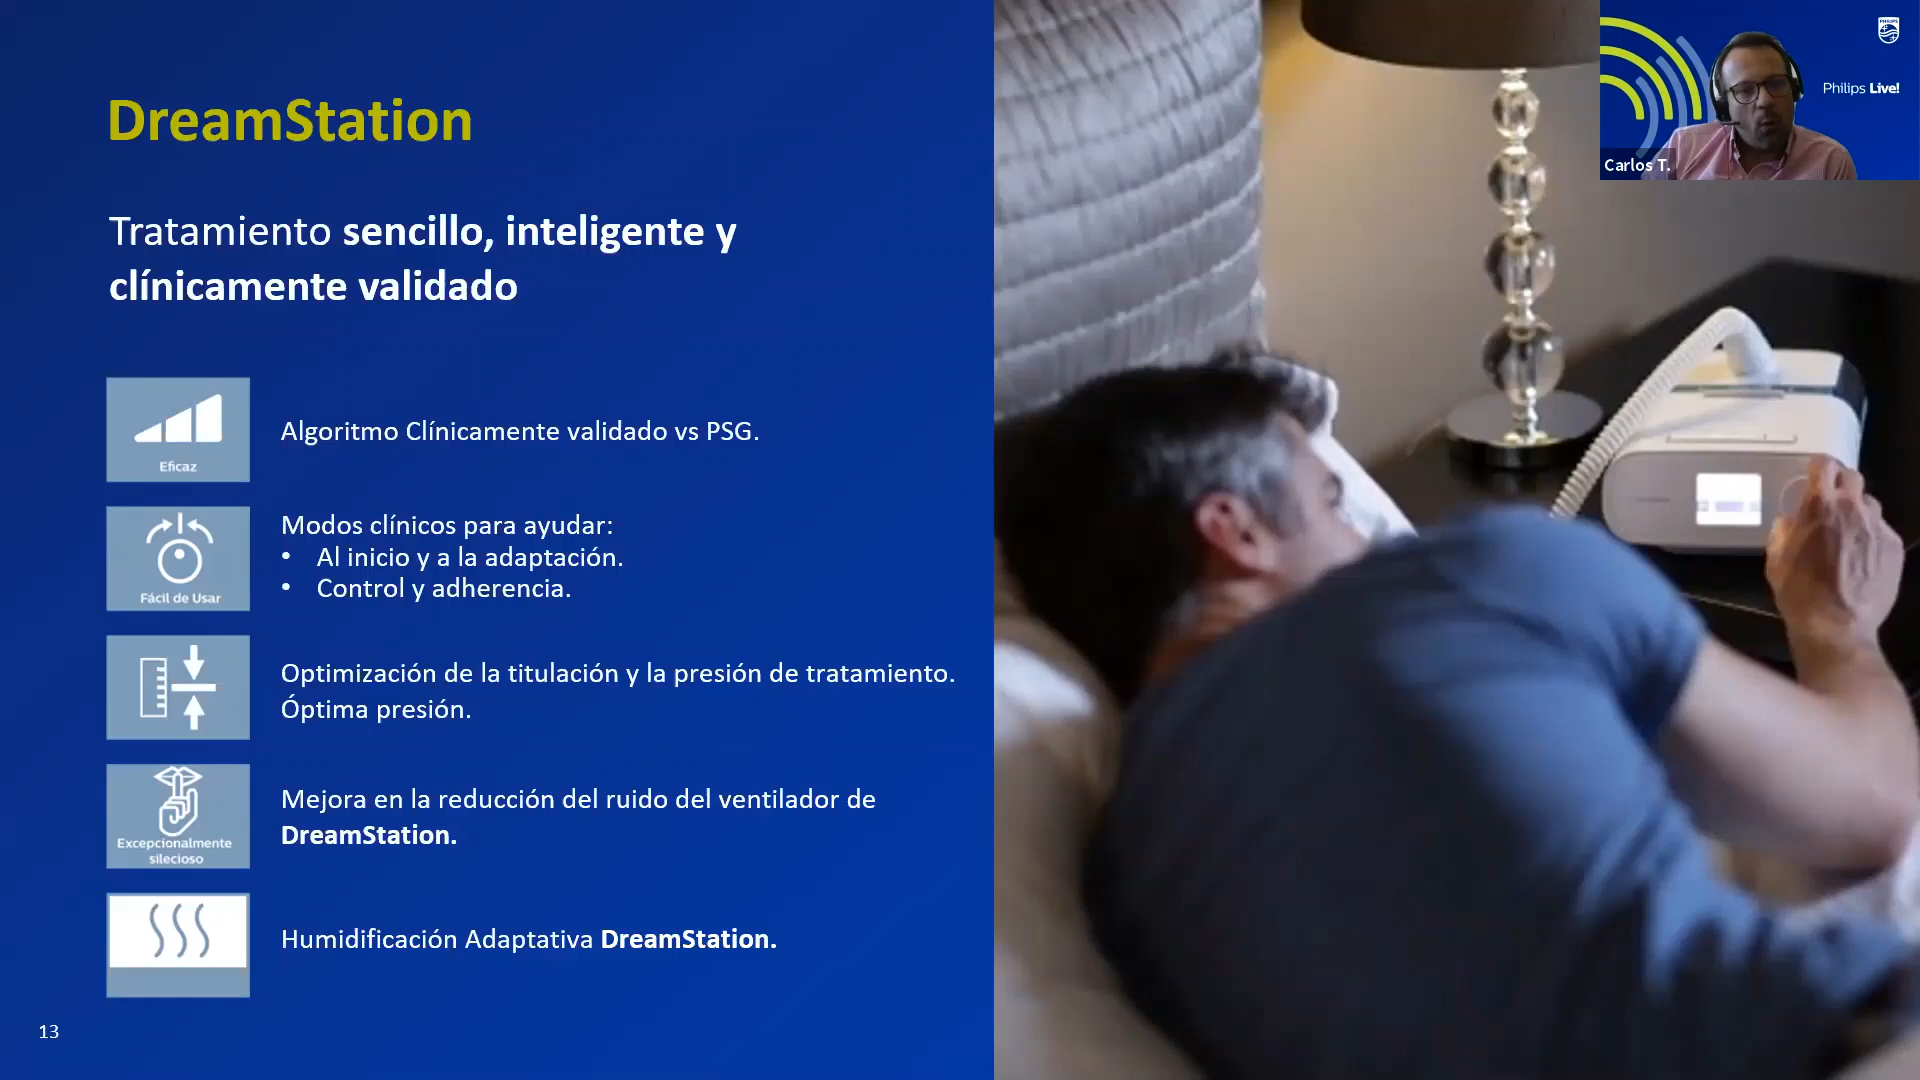 DreamStation
Tratamiento sencillo, inteligente y
clínicamente validado
Eficaz
Algoritmo Clínicamente validado vs PSG.
Fácil de Usar
Modos clínicos para ayudar:
• Al inicio y a la adaptación.
• Control y adherencia.
Optimización de la titulación y la presión de tratamiento.
Óptima presión.
Excepcionalmente
silecioso
Mejora en la reducción del ruido del ventilador de
DreamStation.
Humidificación Adaptativa DreamStation.
13
PHILIPS
Philips Live!
Carlos T.